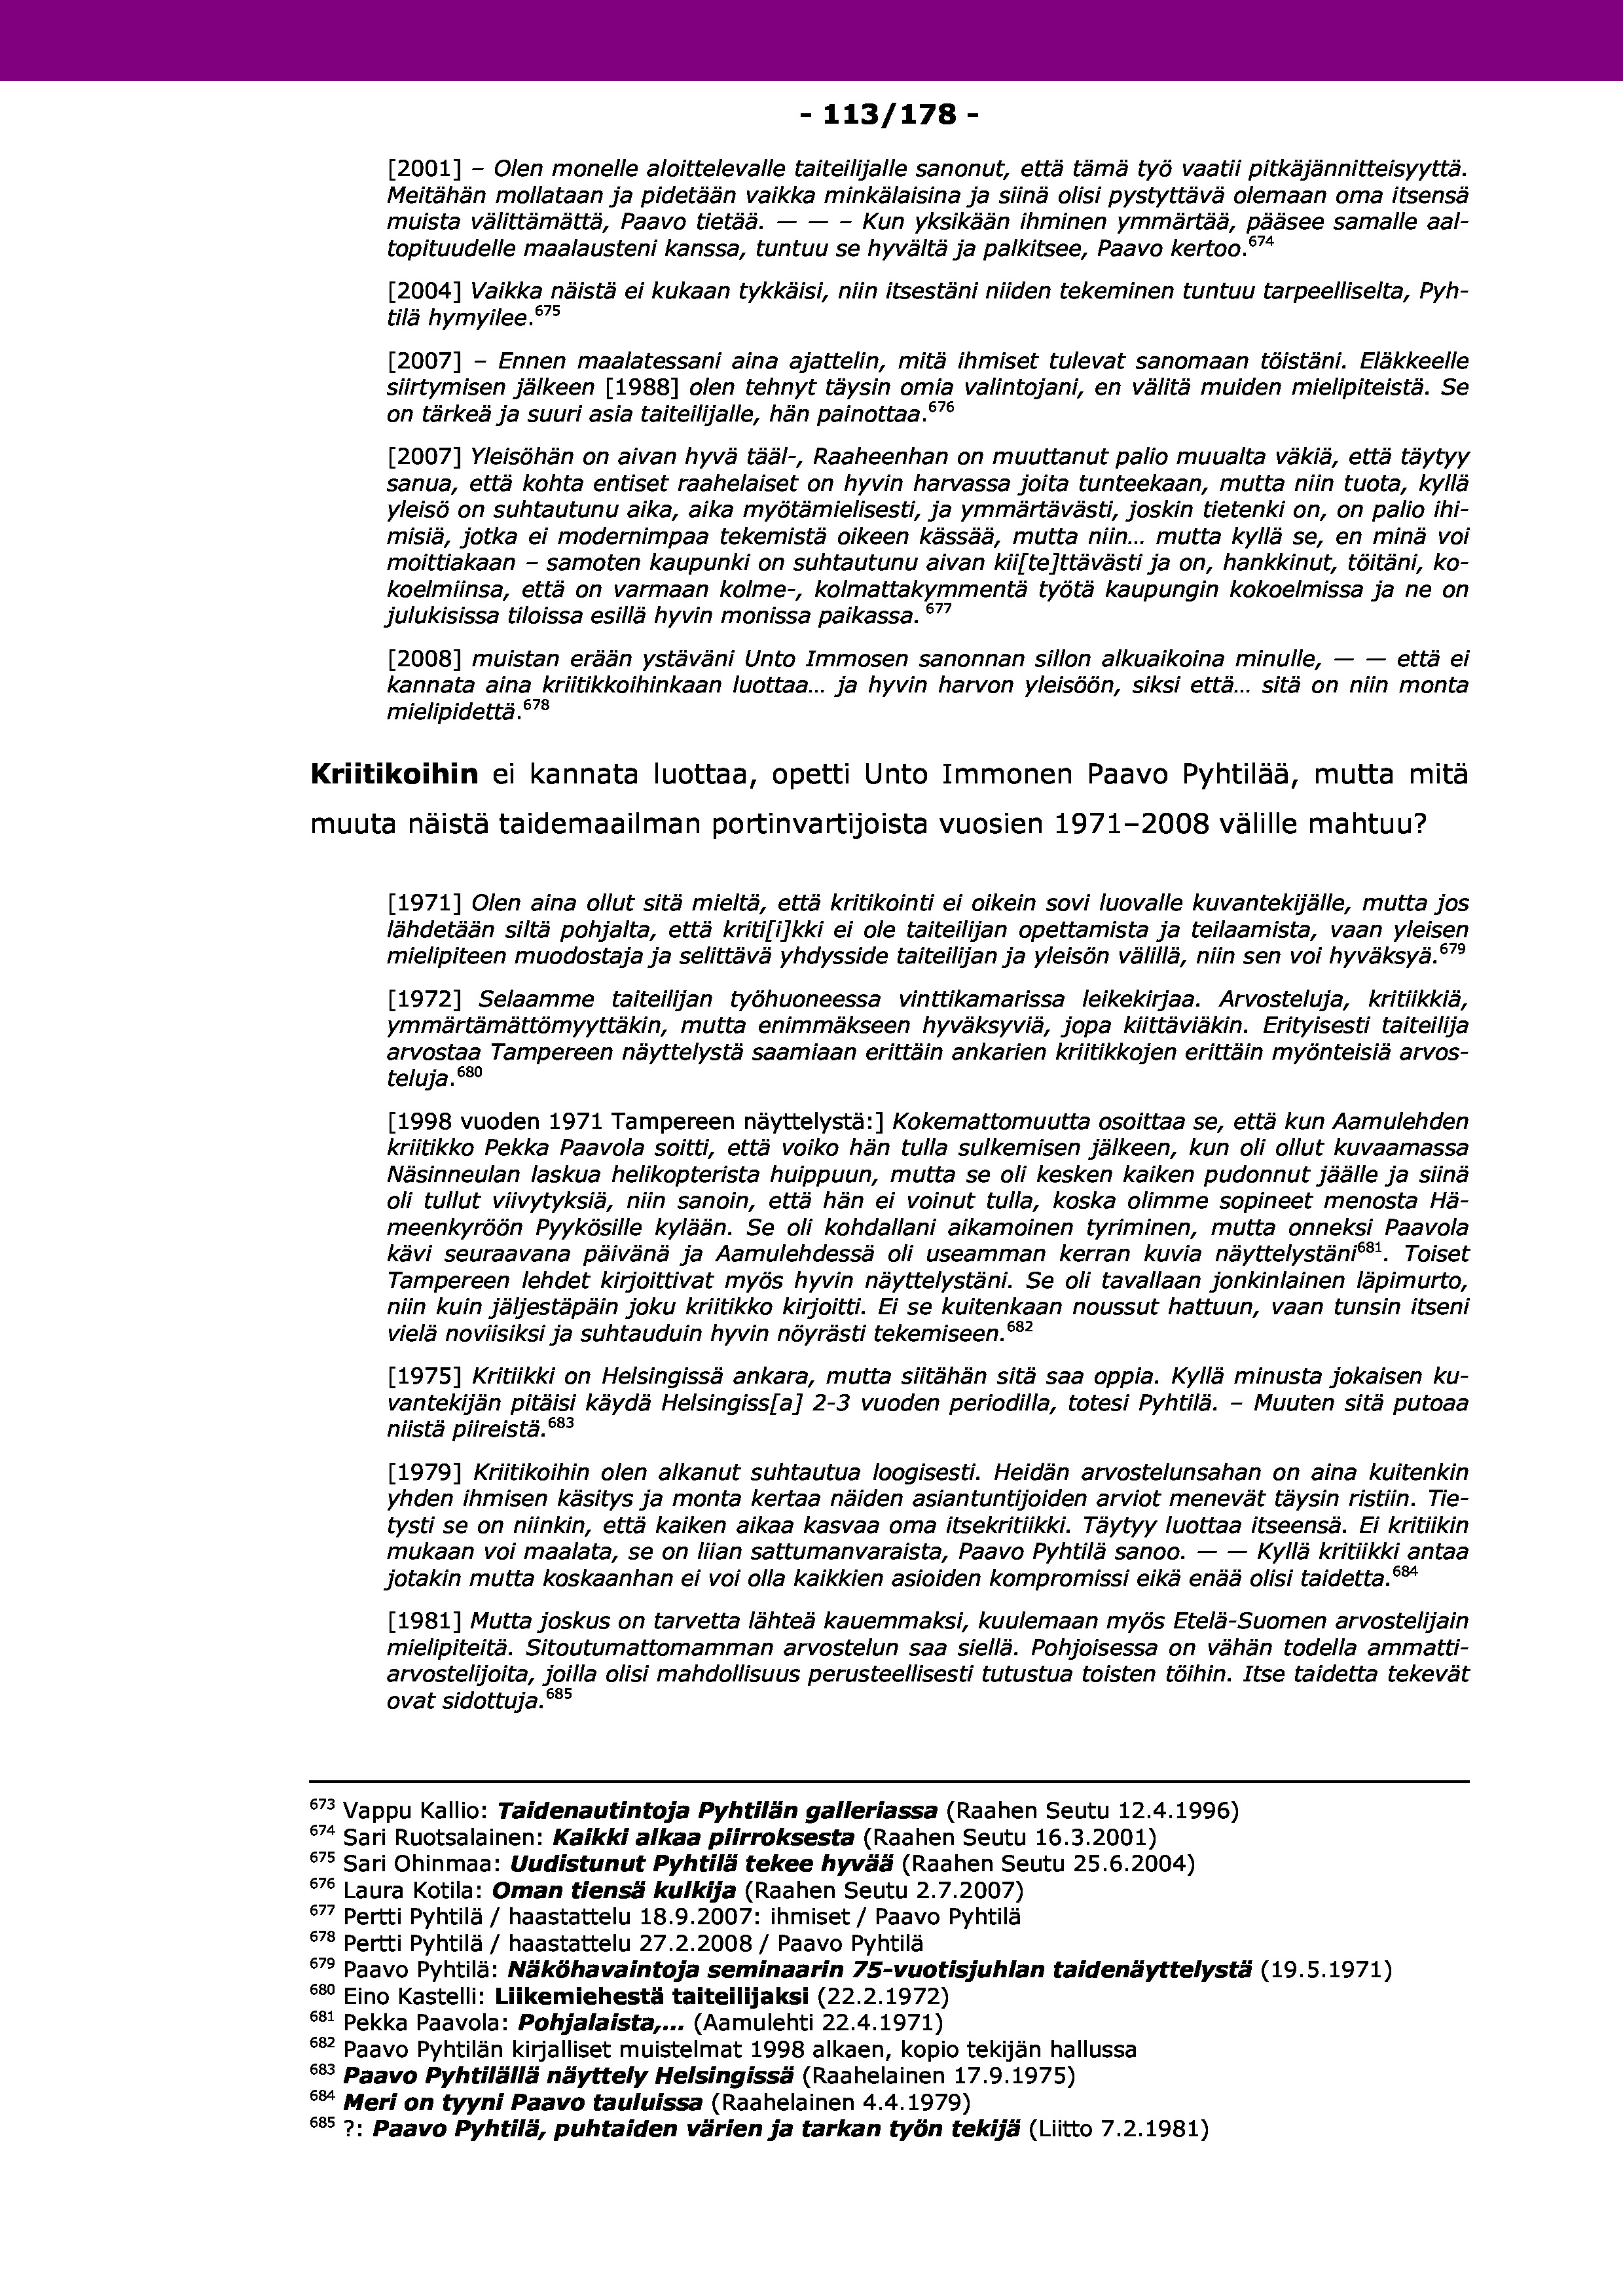 - 113/178 -
[2001] – Olen monelle aloittelevalle taiteilijalle sanonut, että tämä työ vaatii pitkäjännitteisyyttä.
Meitähän mollataan ja pidetään vaikka minkälaisina ja siinä olisi pystyttävä olemaan oma itsensä
muista välittämättä, Paavo tietää. — — – Kun yksikään ihminen ymmärtää, pääsee samalle aal-
topituudelle maalausteni kanssa, tuntuu se hyvältä ja palkitsee, Paavo kertoo.674
[2004] Vaikka näistä ei kukaan tykkäisi, niin itsestäni niiden tekeminen tuntuu tarpeelliselta, Pyh-
tilä hymyilee.675
[2007] – Ennen maalatessani aina ajattelin, mitä ihmiset tulevat sanomaan töistäni. Eläkkeelle
siirtymisen jälkeen [1988] olen tehnyt täysin omia valintojani, en välitä muiden mielipiteistä. Se
on tärkeä ja suuri asia taiteilijalle, hän painottaa.676
[2007] Yleisöhän on aivan hyvä tääl-, Raaheenhan on muuttanut palio muualta väkiä, että täytyy
sanua, että kohta entiset raahelaiset on hyvin harvassa joita tunteekaan, mutta niin tuota, kyllä
yleisö on suhtautunu aika, aika myötämielisesti, ja ymmärtävästi, joskin tietenki on, on palio ihi-
misiä, jotka ei modernimpaa tekemistä oikeen kässää, mutta niin… mutta kyllä se, en minä voi
moittiakaan – samoten kaupunki on suhtautunu aivan kii[te]ttävästi ja on, hankkinut, töitäni, ko-
koelmiinsa, että on varmaan kolme-, kolmattakymmentä työtä kaupungin kokoelmissa ja ne on
julukisissa tiloissa esillä hyvin monissa paikassa. 677
[2008] muistan erään ystäväni Unto Immosen sanonnan sillon alkuaikoina minulle, — — että ei
kannata aina kriitikkoihinkaan luottaa… ja hyvin harvon yleisöön, siksi että… sitä on niin monta
mielipidettä.678
Kriitikoihin ei kannata luottaa, opetti Unto Immonen Paavo Pyhtilää, mutta mitä
muuta näistä taidemaailman portinvartijoista vuosien 1971–2008 välille mahtuu?
[1971] Olen aina ollut sitä mieltä, että kritikointi ei oikein sovi luovalle kuvantekijälle, mutta jos
lähdetään siltä pohjalta, että kriti[i]kki ei ole taiteilijan opettamista ja teilaamista, vaan yleisen
mielipiteen muodostaja ja selittävä yhdysside taiteilijan ja yleisön välillä, niin sen voi hyväksyä.679
[1972] Selaamme taiteilijan työhuoneessa vinttikamarissa leikekirjaa. Arvosteluja, kritiikkiä,
ymmärtämättömyyttäkin, mutta enimmäkseen hyväksyviä, jopa kiittäviäkin. Erityisesti taiteilija
arvostaa Tampereen näyttelystä saamiaan erittäin ankarien kriitikkojen erittäin myönteisiä arvos-
teluja.680
[1998 vuoden 1971 Tampereen näyttelystä:] Kokemattomuutta osoittaa se, että kun Aamulehden
kriitikko Pekka Paavola soitti, että voiko hän tulla sulkemisen jälkeen, kun oli ollut kuvaamassa
Näsinneulan laskua helikopterista huippuun, mutta se oli kesken kaiken pudonnut jäälle ja siinä
oli tullut viivytyksiä, niin sanoin, että hän ei voinut tulla, koska olimme sopineet menosta Hä-
meenkyröön Pyykösille kylään. Se oli kohdallani aikamoinen tyriminen, mutta onneksi Paavola
kävi seuraavana päivänä ja Aamulehdessä oli useamman kerran kuvia näyttelystäni681. Toiset
Tampereen lehdet kirjoittivat myös hyvin näyttelystäni. Se oli tavallaan jonkinlainen läpimurto,
niin kuin jäljestäpäin joku kriitikko kirjoitti. Ei se kuitenkaan noussut hattuun, vaan tunsin itseni
vielä noviisiksi ja suhtauduin hyvin nöyrästi tekemiseen.682
[1975] Kritiikki on Helsingissä ankara, mutta siitähän sitä saa oppia. Kyllä minusta jokaisen ku-
vantekijän pitäisi käydä Helsingiss[a] 2-3 vuoden periodilla, totesi Pyhtilä. – Muuten sitä putoaa
niistä piireistä.683
[1979] Kriitikoihin olen alkanut suhtautua loogisesti. Heidän arvostelunsahan on aina kuitenkin
yhden ihmisen käsitys ja monta kertaa näiden asiantuntijoiden arviot menevät täysin ristiin. Tie-
tysti se on niinkin, että kaiken aikaa kasvaa oma itsekritiikki. Täytyy luottaa itseensä. Ei kritiikin
mukaan voi maalata, se on liian sattumanvaraista, Paavo Pyhtilä sanoo. — — Kyllä kritiikki antaa
jotakin mutta koskaanhan ei voi olla kaikkien asioiden kompromissi eikä enää olisi taidetta.684
[1981] Mutta joskus on tarvetta lähteä kauemmaksi, kuulemaan myös Etelä-Suomen arvostelijain
mielipiteitä. Sitoutumattomamman arvostelun saa siellä. Pohjoisessa on vähän todella ammatti-
arvostelijoita, joilla olisi mahdollisuus perusteellisesti tutustua toisten töihin. Itse taidetta tekevät
ovat sidottuja.685
673 Vappu Kallio: Taidenautintoja Pyhtilän galleriassa (Raahen Seutu 12.4.1996)
674 Sari Ruotsalainen: Kaikki alkaa piirroksesta (Raahen Seutu 16.3.2001)
675 Sari Ohinmaa: Uudistunut Pyhtilä tekee hyvää (Raahen Seutu 25.6.2004)
676 Laura Kotila: Oman tiensä kulkija (Raahen Seutu 2.7.2007)
677 Pertti Pyhtilä / haastattelu 18.9.2007: ihmiset / Paavo Pyhtilä
678 Pertti Pyhtilä / haastattelu 27.2.2008 / Paavo Pyhtilä
679 Paavo Pyhtilä: Näköhavaintoja seminaarin 75-vuotisjuhlan taidenäyttelystä (19.5.1971)
680 Eino Kastelli: Liikemiehestä taiteilijaksi (22.2.1972)
681 Pekka Paavola: Pohjalaista,... (Aamulehti 22.4.1971)
682 Paavo Pyhtilän kirjalliset muistelmat 1998 alkaen, kopio tekijän hallussa
683 Paavo Pyhtilällä näyttely Helsingissä (Raahelainen 17.9.1975)
684 Meri on tyyni Paavo tauluissa (Raahelainen 4.4.1979)
685 ?: Paavo Pyhtilä, puhtaiden värien ja tarkan työn tekijä (Liitto 7.2.1981)